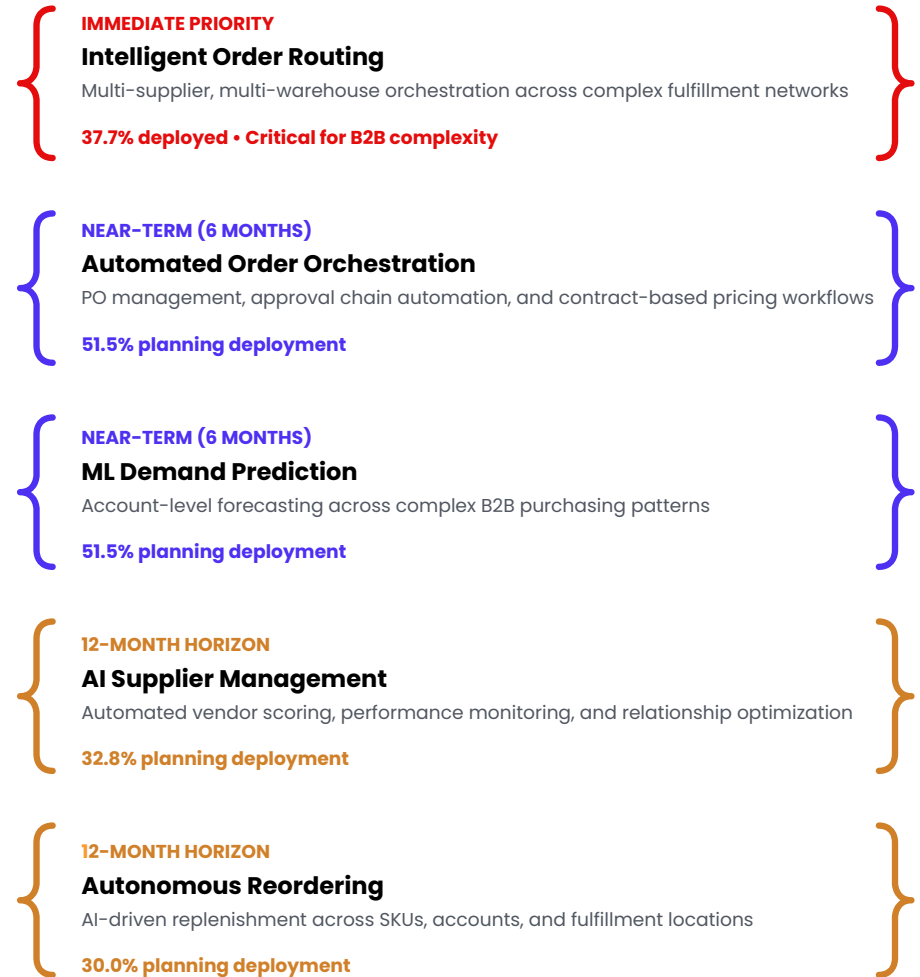 IMMEDIATE PRIORITY
Intelligent Order Routing
Multi-supplier, multi-warehouse orchestration across complex fulfillment networks
37.7% deployed • Critical for B2B complexity
NEAR-TERM (6 MONTHS)
Automated Order Orchestration
PO management, approval chain automation, and contract-based pricing workflows
51.5% planning deployment
NEAR-TERM (6 MONTHS)
ML Demand Prediction
Account-level forecasting across complex B2B purchasing patterns
51.5% planning deployment
12-MONTH HORIZON
AI Supplier Management
Automated vendor scoring, performance monitoring, and relationship optimization
32.8% planning deployment
12-MONTH HORIZON
Autonomous Reordering
AI-driven replenishment across SKUs, accounts, and fulfillment locations
30.0% planning deployment